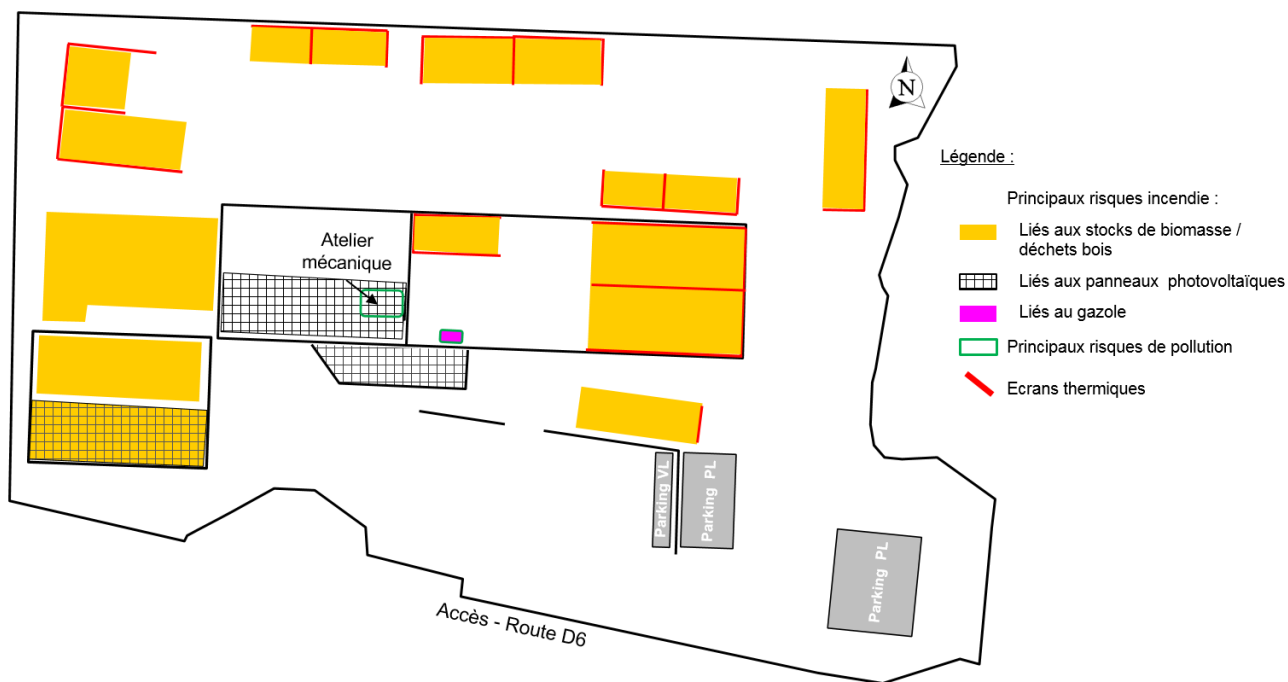 N
Légende :
Principaux risques incendie :
Liés aux stocks de biomasse /
déchets bois
Liés aux panneaux photovoltaïques
Liés au gazole
Principaux risques de pollution
Ecrans thermiques
Atelier
mécanique
Parking VL
Parking PL
Parking PL
Accès - Route D6